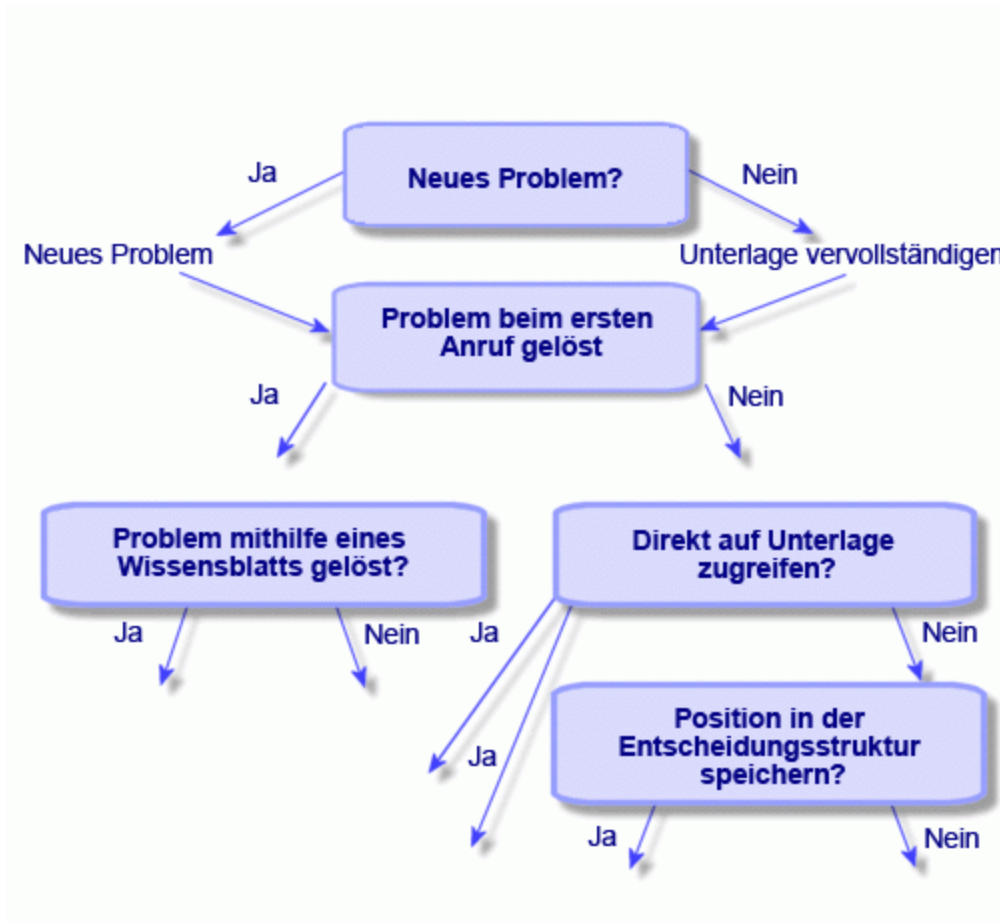 Neues Problem?
Ja
Nein
Neues Problem
Unterlage vervollständigen
Problem beim ersten
Anruf gelöst
Ja
Nein
Problem mithilfe eines
Wissensblatts gelöst?
Direkt auf Unterlage
zugreifen?
Ja
Nein
Ja
Nein
Ja
Position in der
Entscheidungsstruktur
speichern?
Ja
Nein